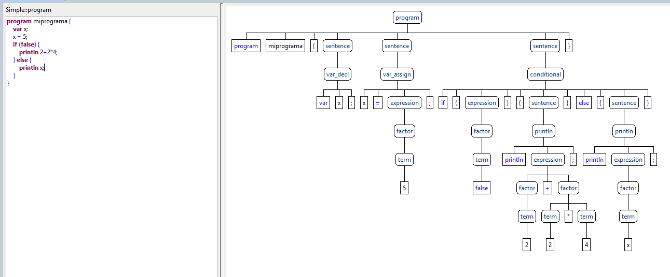 Simple::program
program miprograma {
var x;
x = 5;
if (false) {
println 2+2*4;
} else {
println x;
}
}
program
program miprograma { sentence sentence sentence }
var_decl var_assign conditional
var x ; x = expression ; if ( expression ) { sentence } else { sentence }
factor factor println println
term term println expression ; println expression ;
5 false factor + factor factor
term term * term term
2 2 4 x